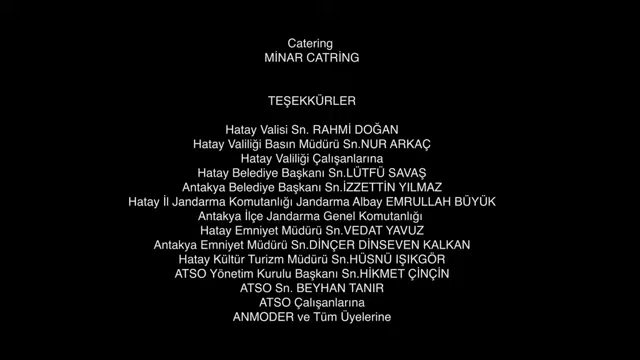 Catering
MİNAR CATRİNG
TEŞEKKÜRLER
Hatay Valisi Sn. RAHMİ DOĞAN
Hatay Valiliği Basın Müdürü Sn.NUR ARKAÇ
Hatay Valiliği Çalışanlarına
Hatay Belediye Başkanı Sn.LÜTFÜ SAVAŞ
Antakya Belediye Başkanı Sn.İZZETTİN YILMAZ
Hatay İl Jandarma Komutanlığı Jandarma Albay EMRULLAH BÜYÜK
Antakya İlçe Jandarma Genel Komutanlığı
Hatay Emniyet Müdürü Sn.VEDAT YAVUZ
Antakya Emniyet Müdürü Sn.DİNÇER DİNSEVEN KALKAN
Hatay Kültür Turizm Müdürü Sn.HÜSNÜ IŞIKGÖR
ATSO Yönetim Kurulu Başkanı Sn.HİKMET ÇİNÇİN
ATSO Sn. BEYHAN TANIR
ATSO Çalışanlarına
ANMODER ve Tüm Üyelerine